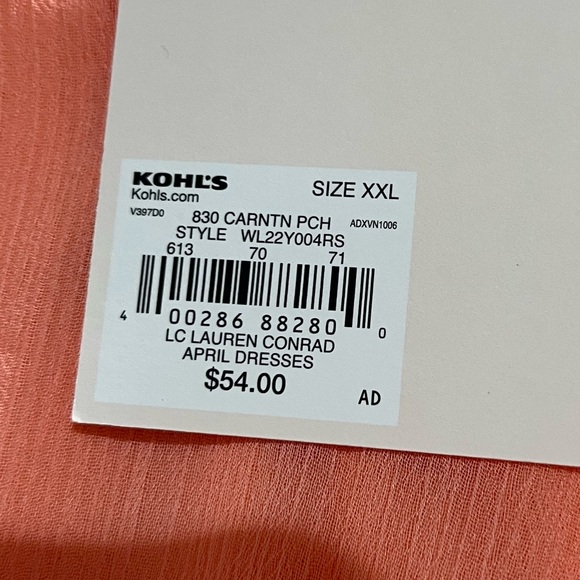 KOHL'S SIZE XXL
Kohls.com
V397D0 830 CARNTN PCH ADXVN1006
STYLE WL22Y004RS
613 70 71
4 00286 88280 0
LC LAUREN CONRAD
APRIL DRESSES
$54.00
AD